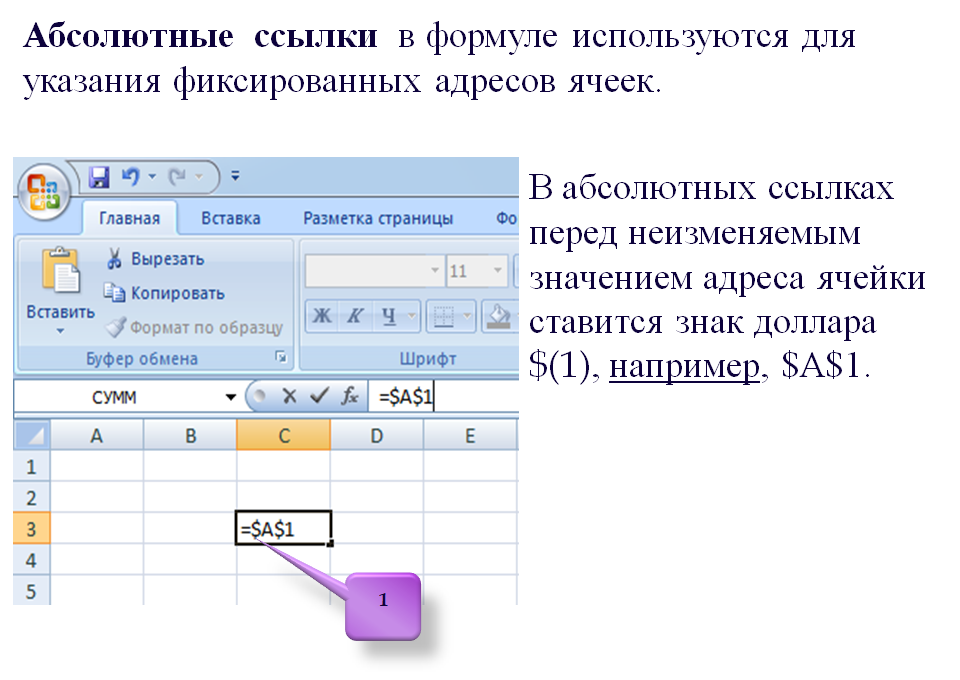 Абсолютные ссылки в формуле используются для
указания фиксированных адресов ячеек.
В абсолютных ссылках
перед неизменяемым
значением адреса ячейки
ставится знак доллара
$(1), например, $A$1.
Главная Вставка Разметка страницы Фо
Вставить
Вырезать
Копировать
Формат по образцу
Буфер обмена
11
Ж К Ч
Шрифт
СУММ fx =$A$1
A B C D E
1
2
3 =$A$1
4
5
1